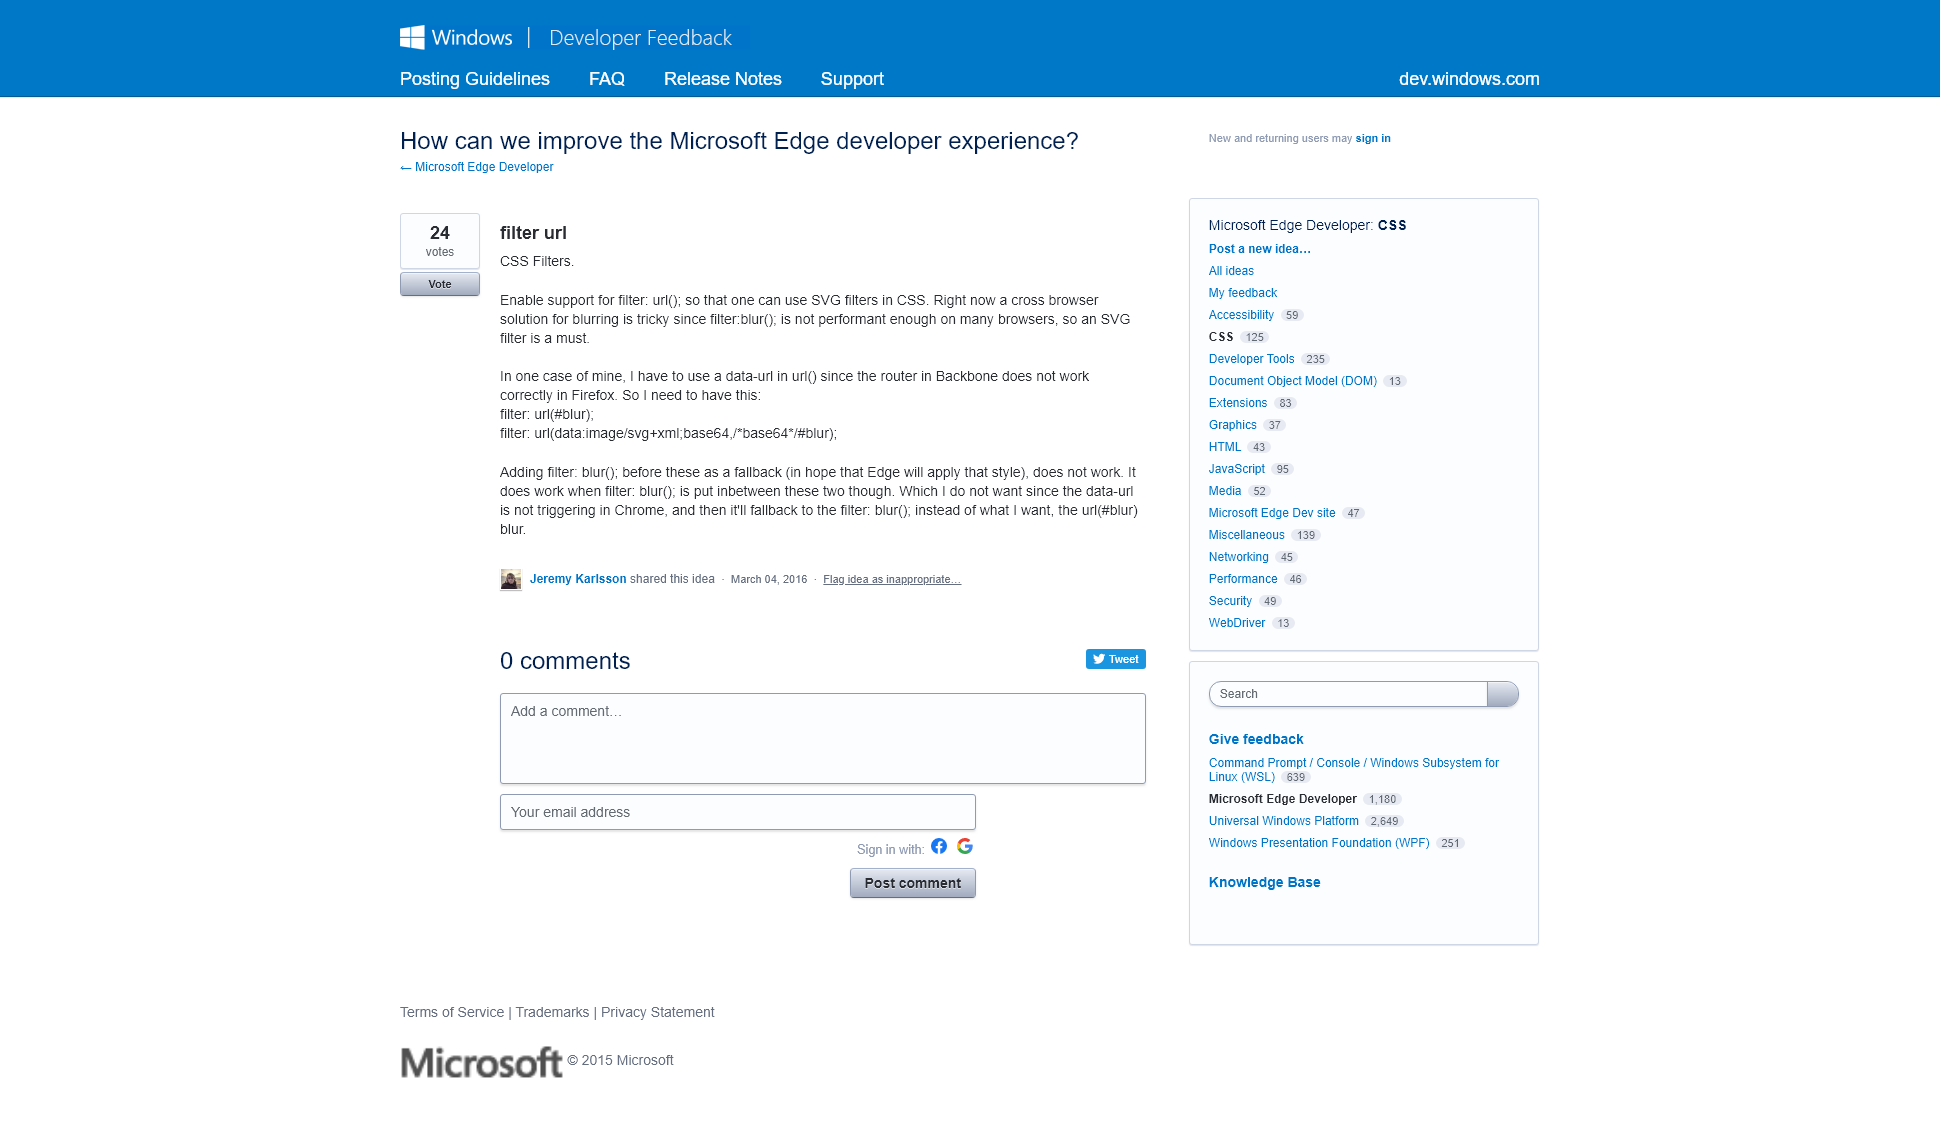 Windows | Developer Feedback
Posting Guidelines FAQ Release Notes Support dev.windows.com
How can we improve the Microsoft Edge developer experience?
← Microsoft Edge Developer
New and returning users may sign in
24
votes
Vote
filter url
CSS Filters.
Enable support for filter: url(); so that one can use SVG filters in CSS. Right now a cross browser
solution for blurring is tricky since filter:blur(); is not performant enough on many browsers, so an SVG
filter is a must.
In one case of mine, I have to use a data-url in url() since the router in Backbone does not work
correctly in Firefox. So I need to have this:
filter: url(#blur);
filter: url(data:image/svg+xml;base64,/*base64*/#blur);
Adding filter: blur(); before these as a fallback (in hope that Edge will apply that style), does not work. It
does work when filter: blur(); is put inbetween these two though. Which I do not want since the data-url
is not triggering in Chrome, and then it'll fallback to the filter: blur(); instead of what I want, the url(#blur)
blur.
Jeremy Karlsson shared this idea · March 04, 2016 · Flag idea as inappropriate…
0 comments
Tweet
Add a comment…
Your email address
Sign in with:
Post comment
Microsoft Edge Developer: CSS
Post a new idea…
All ideas
My feedback
Accessibility 59
CSS 125
Developer Tools 235
Document Object Model (DOM) 13
Extensions 83
Graphics 37
HTML 43
JavaScript 95
Media 52
Microsoft Edge Dev site 47
Miscellaneous 139
Networking 45
Performance 46
Security 49
WebDriver 13
Search
Give feedback
Command Prompt / Console / Windows Subsystem for
Linux (WSL) 639
Microsoft Edge Developer 1,180
Universal Windows Platform 2,649
Windows Presentation Foundation (WPF) 251
Knowledge Base
Terms of Service | Trademarks | Privacy Statement
Microsoft © 2015 Microsoft